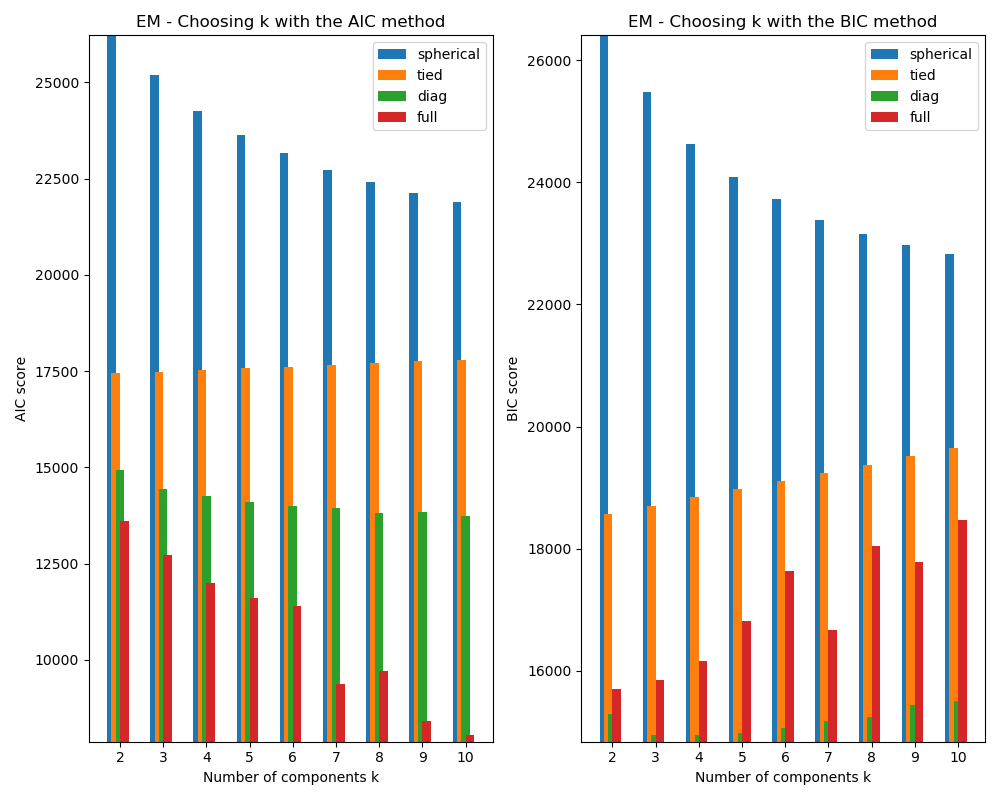 EM - Choosing k with the AIC method
spherical
tied
diag
full
25000
22500
20000
17500
15000
12500
10000
AIC score
2 3 4 5 6 7 8 9 10
Number of components k
EM - Choosing k with the BIC method
spherical
tied
diag
full
26000
24000
22000
20000
18000
16000
BIC score
2 3 4 5 6 7 8 9 10
Number of components k